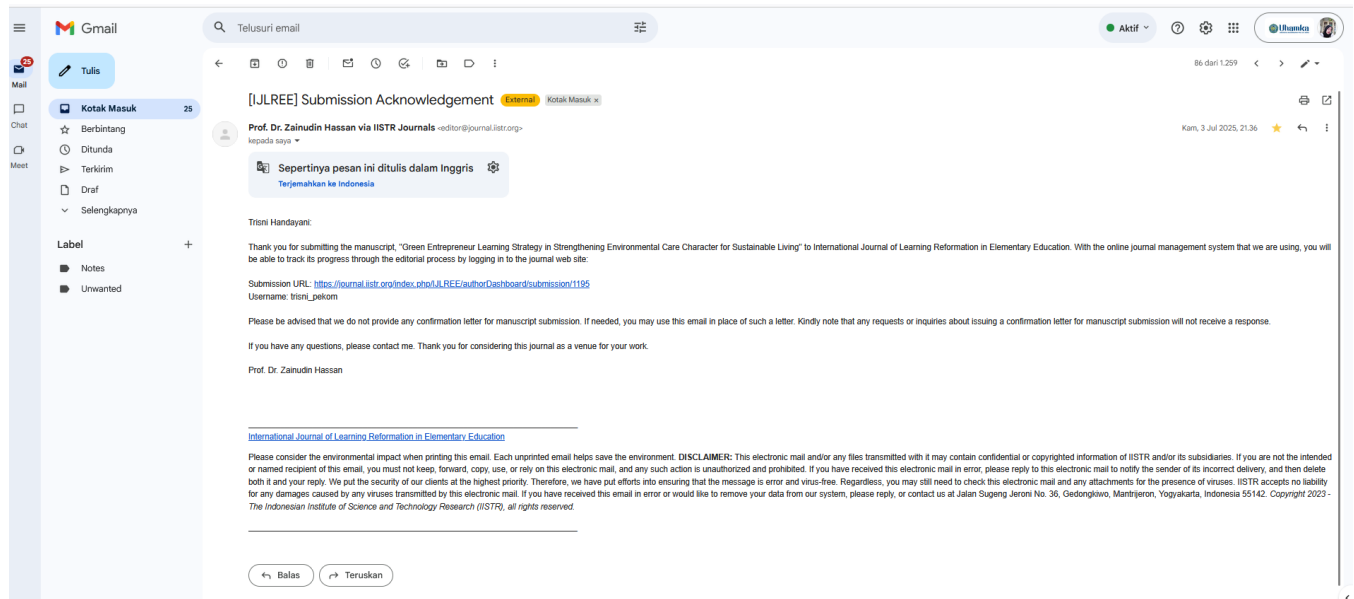 Gmail
Telusuri email
Aktif
Uhamka
25
Mail
Chat
Meet
Tulis
Kotak Masuk 25
Berbintang
Ditunda
Terkirim
Draf
Selengkapnya
Label
Notes
Unwanted
86 dari 1.259
[IJLREE] Submission Acknowledgement External Kotak Masuk x
Prof. Dr. Zainudin Hassan via IISTR Journals <editor@journal.iistr.org>
kepada saya
Kam, 3 Jul 2025, 21.36
Sepertinya pesan ini ditulis dalam Inggris
Terjemahkan ke Indonesia
Trisni Handayani:
Thank you for submitting the manuscript, "Green Entrepreneur Learning Strategy in Strengthening Environmental Care Character for Sustainable Living" to International Journal of Learning Reformation in Elementary Education. With the online journal management system that we are using, you will
be able to track its progress through the editorial process by logging in to the journal web site:
Submission URL: https://journal.iistr.org/index.php/IJLREE/authorDashboard/submission/1195
Username: trisni_pekom
Please be advised that we do not provide any confirmation letter for manuscript submission. If needed, you may use this email in place of such a letter. Kindly note that any requests or inquiries about issuing a confirmation letter for manuscript submission will not receive a response.
If you have any questions, please contact me. Thank you for considering this journal as a venue for your work.
Prof. Dr. Zainudin Hassan
International Journal of Learning Reformation in Elementary Education
Please consider the environmental impact when printing this email. Each unprinted email helps save the environment. DISCLAIMER: This electronic mail and/or any files transmitted with it may contain confidential or copyrighted information of IISTR and/or its subsidiaries. If you are not the intended
or named recipient of this email, you must not keep, forward, copy, use, or rely on this electronic mail, and any such action is unauthorized and prohibited. If you have received this electronic mail in error, please reply to this electronic mail to notify the sender of its incorrect delivery, and then delete
both it and your reply. We put the security of our clients at the highest priority. Therefore, we have put efforts into ensuring that the message is error and virus-free. Regardless, you may still need to check this electronic mail and any attachments for the presence of viruses. IISTR accepts no liability
for any damages caused by any viruses transmitted by this electronic mail. If you have received this email in error or would like to remove your data from our system, please reply, or contact us at Jalan Sugeng Jeroni No. 36, Gedongkiwo, Mantrijeron, Yogyakarta, Indonesia 55142. Copyright 2023 -
The Indonesian Institute of Science and Technology Research (IISTR), all rights reserved.
Balas
Teruskan